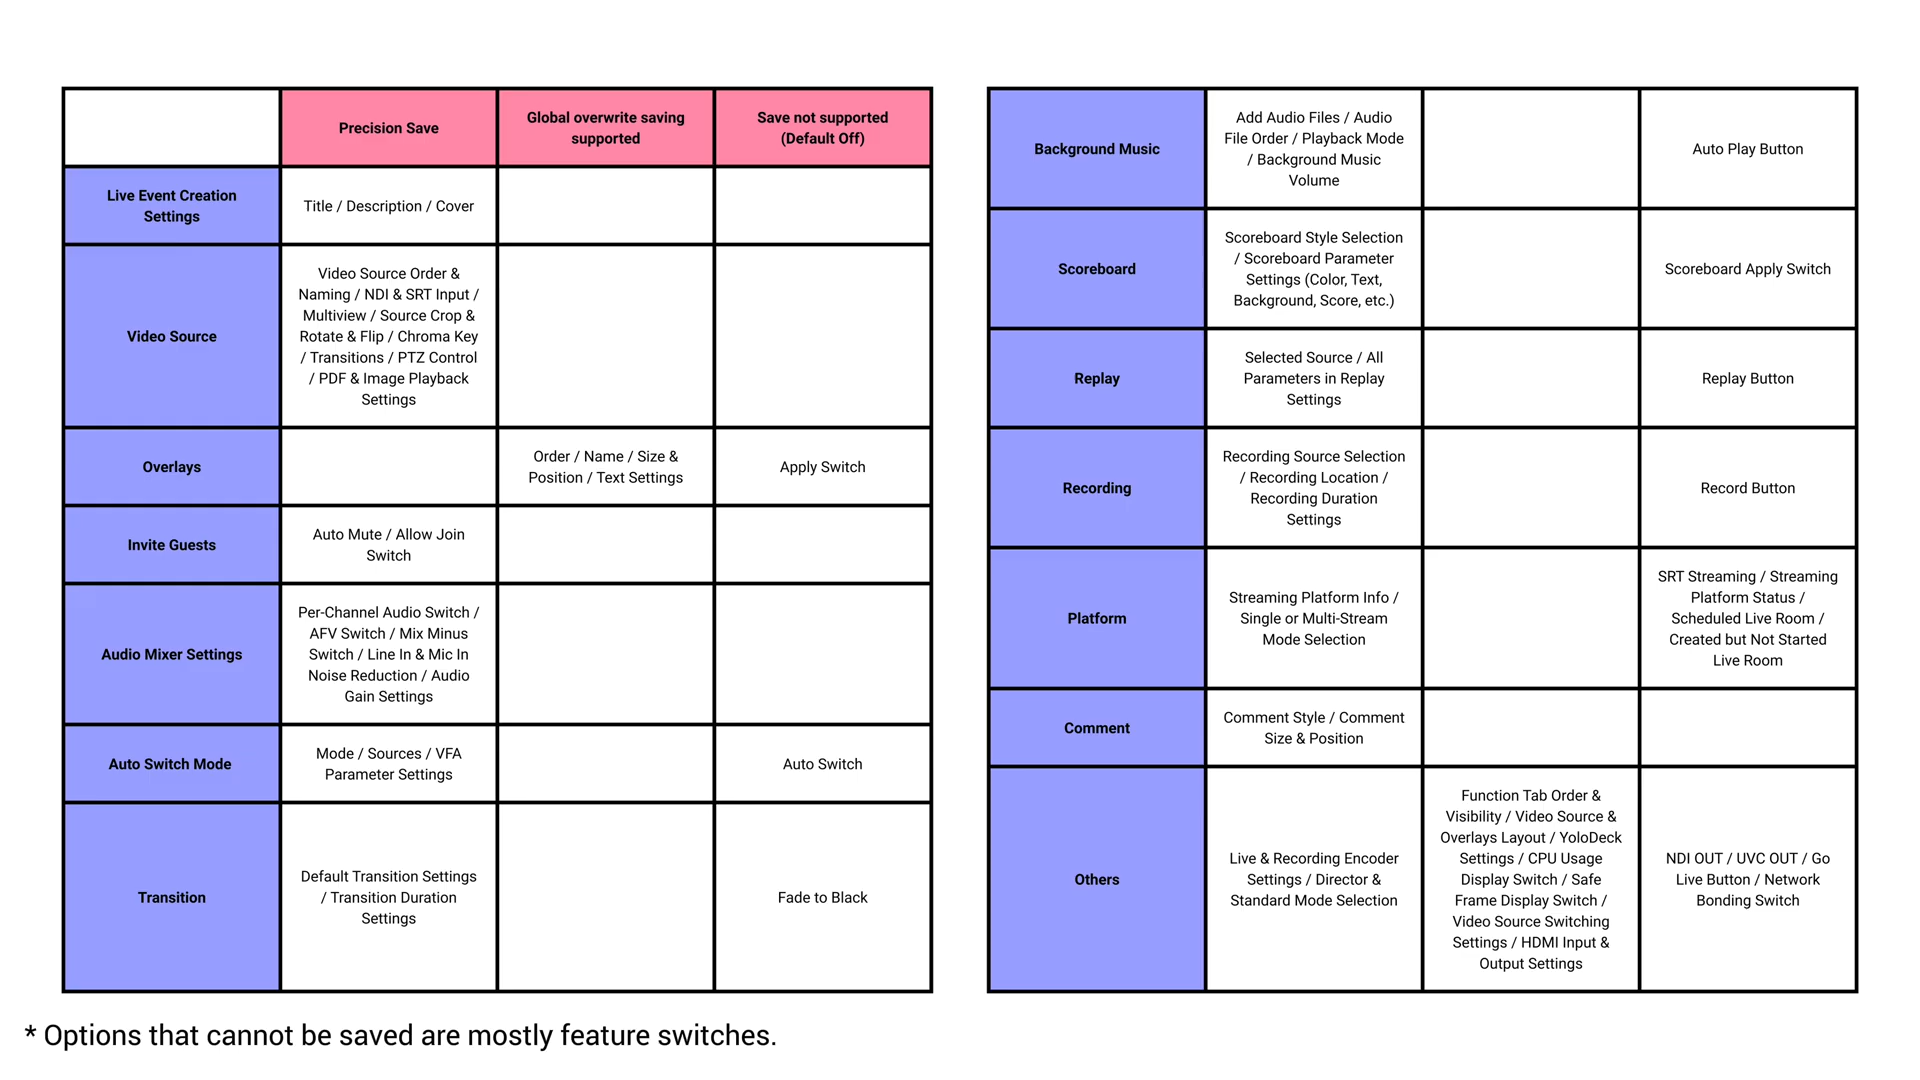 Precision Save
Global overwrite saving
supported
Save not supported
(Default Off)
Live Event Creation
Settings
Title / Description / Cover
Video Source
Video Source Order &
Naming / NDI & SRT Input /
Multiview / Source Crop &
Rotate & Flip / Chroma Key
/ Transitions / PTZ Control
/ PDF & Image Playback
Settings
Overlays
Order / Name / Size &
Position / Text Settings
Apply Switch
Invite Guests
Auto Mute / Allow Join
Switch
Audio Mixer Settings
Per-Channel Audio Switch /
AFV Switch / Mix Minus
Switch / Line In & Mic In
Noise Reduction / Audio
Gain Settings
Auto Switch Mode
Mode / Sources / VFA
Parameter Settings
Auto Switch
Transition
Default Transition Settings
/ Transition Duration
Settings
Fade to Black
Background Music
Add Audio Files / Audio
File Order / Playback Mode
/ Background Music
Volume
Auto Play Button
Scoreboard
Scoreboard Style Selection
/ Scoreboard Parameter
Settings (Color, Text,
Background, Score, etc.)
Scoreboard Apply Switch
Replay
Selected Source / All
Parameters in Replay
Settings
Replay Button
Recording
Recording Source Selection
/ Recording Location /
Recording Duration
Settings
Record Button
Platform
Streaming Platform Info /
Single or Multi-Stream
Mode Selection
SRT Streaming / Streaming
Platform Status /
Scheduled Live Room /
Created but Not Started
Live Room
Comment
Comment Style / Comment
Size & Position
Others
Live & Recording Encoder
Settings / Director &
Standard Mode Selection
Function Tab Order &
Visibility / Video Source &
Overlays Layout / YoloDeck
Settings / CPU Usage
Display Switch / Safe
Frame Display Switch /
Video Source Switching
Settings / HDMI Input &
Output Settings
NDI OUT / UVC OUT / Go
Live Button / Network
Bonding Switch
* Options that cannot be saved are mostly feature switches.